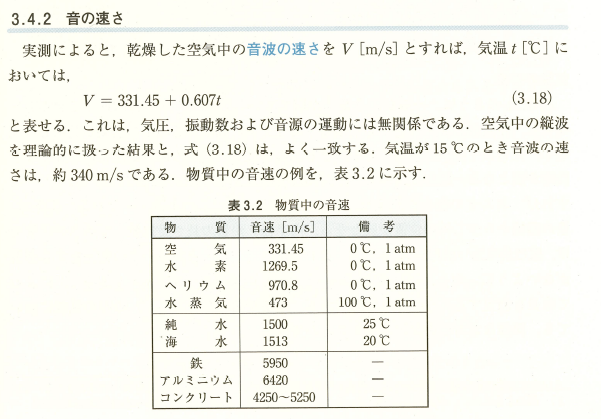 3.4.2 音の速さ
実測によると，乾燥した空気中の音波の速さを V [m/s] とすれば，気温 t [℃] に
おいては，
V = 331.45 + 0.607t (3.18)
と表せる．これは，気圧，振動数および音源の運動には無関係である．空気中の縦波
を理論的に扱った結果と，式 (3.18) は，よく一致する．気温が 15 ℃のとき音波の速
さは，約 340 m/s である．物質中の音速の例を，表 3.2 に示す．
表 3.2 物質中の音速
物質 音速 [m/s] 備考
空気 331.45 0 ℃，1 atm
水素 1269.5 0 ℃，1 atm
ヘリウム 970.8 0 ℃，1 atm
水蒸気 473 100 ℃，1 atm
純水 1500 25 ℃
海水 1513 20 ℃
鉄 5950 —
アルミニウム 6420 —
コンクリート 4250〜5250 —